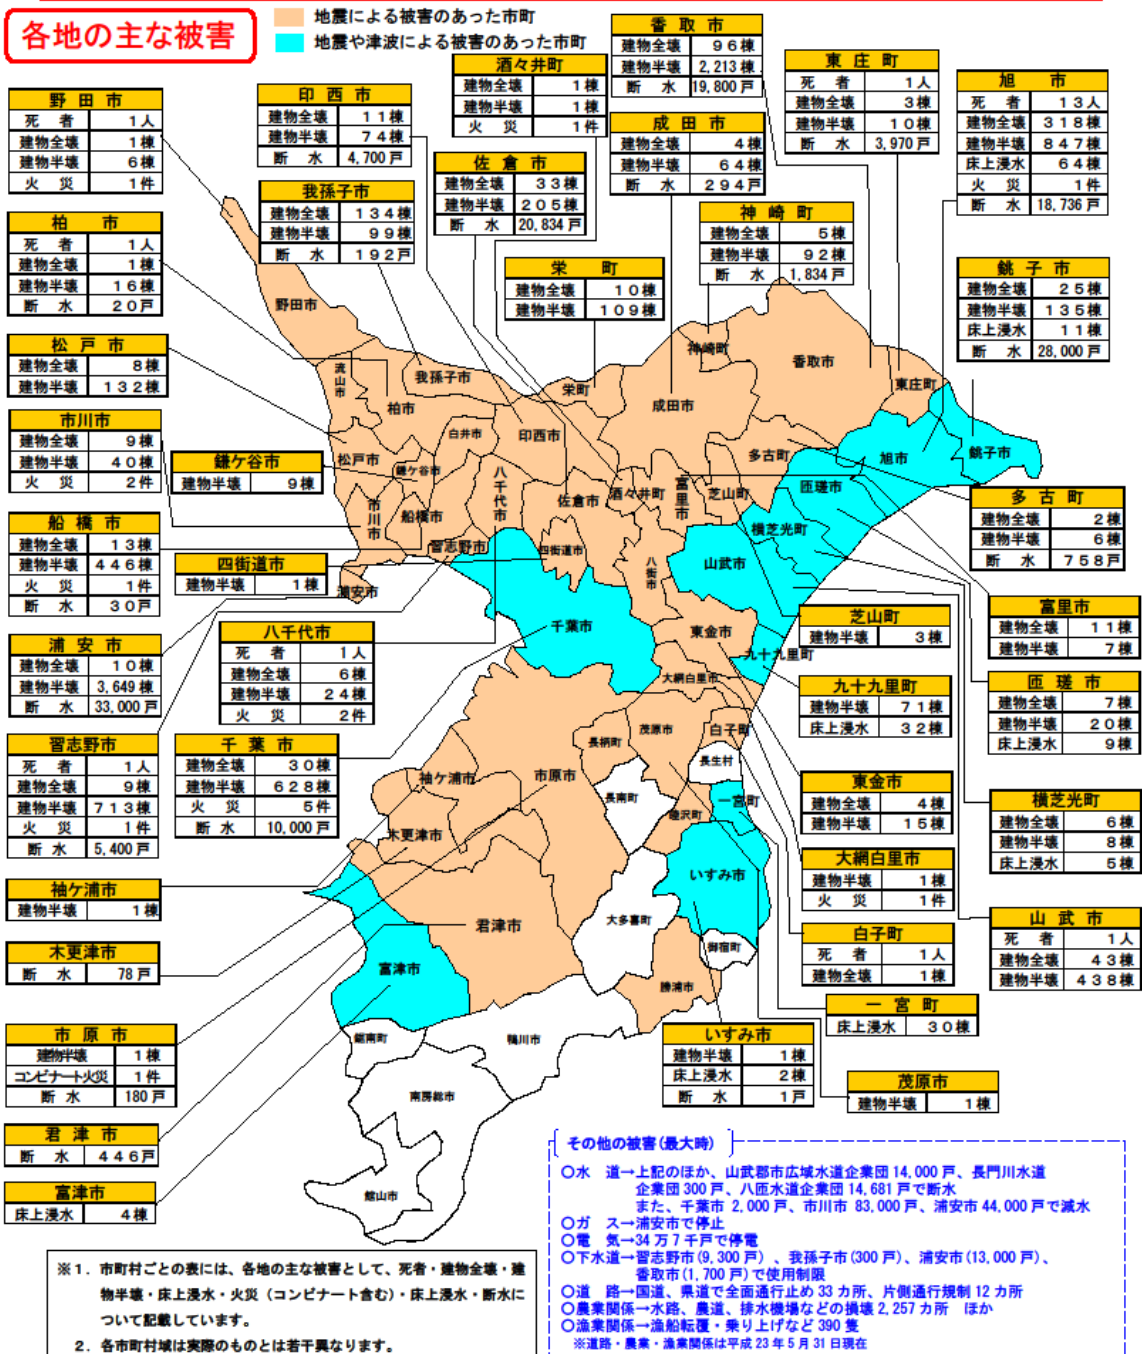 各地の主な被害
地震による被害のあった市町
地震や津波による被害のあった市町
野田市
死者 1人
建物全壊 1棟
建物半壊 6棟
火災 1件
柏市
死者 1人
建物全壊 1棟
建物半壊 16棟
断水 20戸
松戸市
建物全壊 8棟
建物半壊 132棟
市川市
建物全壊 9棟
建物半壊 40棟
火災 2件
船橋市
建物全壊 13棟
建物半壊 446棟
火災 1件
断水 30戸
浦安市
建物全壊 10棟
建物半壊 3,649棟
断水 33,000戸
習志野市
死者 1人
建物全壊 9棟
建物半壊 713棟
火災 1件
断水 5,400戸
袖ケ浦市
建物半壊 1棟
木更津市
断水 78戸
市原市
建物半壊 1棟
コンビナート火災 1件
断水 180戸
君津市
断水 446戸
富津市
床上浸水 4棟
印西市
建物全壊 11棟
建物半壊 74棟
断水 4,700戸
我孫子市
建物全壊 134棟
建物半壊 99棟
断水 192戸
鎌ケ谷市
建物半壊 9棟
四街道市
建物半壊 1棟
八千代市
死者 1人
建物全壊 6棟
建物半壊 24棟
火災 2件
千葉市
建物全壊 30棟
建物半壊 628棟
火災 5件
断水 10,000戸
酒々井町
建物全壊 1棟
建物半壊 1棟
火災 1件
佐倉市
建物全壊 33棟
建物半壊 205棟
断水 20,834戸
栄町
建物全壊 10棟
建物半壊 109棟
香取市
建物全壊 96棟
建物半壊 2,213棟
断水 19,800戸
成田市
建物全壊 4棟
建物半壊 64棟
断水 294戸
神崎町
建物全壊 5棟
建物半壊 92棟
断水 1,834戸
東庄町
死者 1人
建物全壊 3棟
建物半壊 10棟
断水 3,970戸
旭市
死者 13人
建物全壊 318棟
建物半壊 847棟
床上浸水 64棟
火災 1件
断水 18,736戸
銚子市
建物全壊 25棟
建物半壊 135棟
床上浸水 11棟
断水 28,000戸
多古町
建物全壊 2棟
建物半壊 6棟
断水 758戸
富里市
建物全壊 11棟
建物半壊 7棟
芝山町
建物半壊 3棟
匝瑳市
建物全壊 7棟
建物半壊 20棟
床上浸水 9棟
九十九里町
建物半壊 71棟
床上浸水 32棟
東金市
建物全壊 4棟
建物半壊 15棟
横芝光町
建物全壊 6棟
建物半壊 8棟
床上浸水 5棟
大網白里市
建物全壊 1棟
火災 1件
山武市
死者 1人
建物全壊 43棟
建物半壊 438棟
白子町
死者 1人
建物全壊 1棟
一宮町
床上浸水 30棟
いすみ市
建物半壊 1棟
床上浸水 2棟
断水 1戸
茂原市
建物半壊 1棟
野田市
流山市
我孫子市
柏市
白井市
印西市
栄町
成田市
神崎町
香取市
東庄町
松戸市
鎌ケ谷市
八千代市
佐倉市
酒々井町
富里市
芝山町
多古町
匝瑳市
旭市
銚子市
市川市
船橋市
習志野市
四街道市
八街市
山武市
横芝光町
浦安市
千葉市
東金市
九十九里町
大網白里市
茂原市
白子町
長柄町
長生村
市原市
袖ケ浦市
長南町
一宮町
睦沢町
木更津市
いすみ市
君津市
大多喜町
御宿町
富津市
勝浦市
鋸南町
鴨川市
南房総市
館山市
※1．市町村ごとの表には、各地の主な被害として、死者・建物全壊・建
物半壊・床上浸水・火災（コンビナート含む）・床上浸水・断水に
ついて記載しています。
2．各市町村域は実際のものとは若干異なります。
その他の被害(最大時)
○水 道→上記のほか、山武郡市広域水道企業団14,000戸、長門川水道
企業団300戸、八匝水道企業団14,681戸で断水
また、千葉市 2,000戸、市川市 83,000戸、浦安市44,000戸で減水
○ガ ス→浦安市で停止
○電 気→34万7千戸で停電
○下水道→習志野市(9,300戸)、我孫子市(300戸)、浦安市(13,000戸)、
香取市(1,700戸)で使用制限
○道 路→国道、県道で全面通行止め33カ所、片側通行規制12カ所
○農業関係→水路、農道、排水機場などの損壊2,257カ所 ほか
○漁業関係→漁船転覆・乗り上げなど390隻
※道路・農業・漁業関係は平成23年5月31日現在